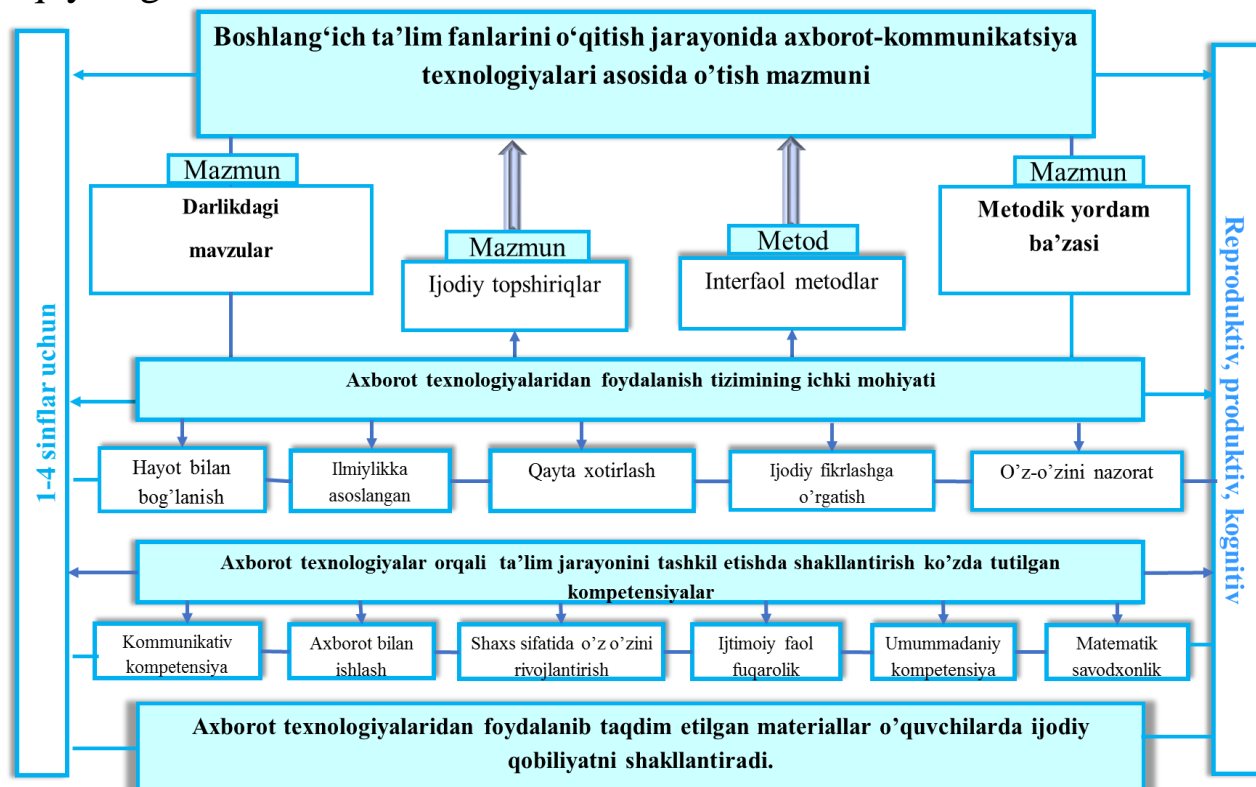 Boshlang‘ich ta’lim fanlarini o‘qitish jarayonida axborot-kommunikatsiya
texnologiyalari asosida o’tish mazmuni
Mazmun
Darlikdagi
mavzular
Mazmun
Ijodiy topshiriqlar
Metod
Interfaol metodlar
Mazmun
Metodik yordam
ba’zasi
1-4 sinflar uchun
Reproduktiv, produktiv, kognitiv
Axborot texnologiyalaridan foydalanish tizimining ichki mohiyati
Hayot bilan
bog’lanish
Ilmiylikka
asoslangan
Qayta xotirlash
Ijodiy fikrlashga
o’rgatish
O’z-o’zini nazorat
Axborot texnologiyalar orqali ta’lim jarayonini tashkil etishda shakllantirish ko’zda tutilgan
kompetensiyalar
Kommunikativ
kompetensiya
Axborot bilan
ishlash
Shaxs sifatida o’z o’zini
rivojlantirish
Ijtimoiy faol
fuqarolik
Umummadaniy
kompetensiya
Matematik
savodxonlik
Axborot texnologiyalaridan foydalanib taqdim etilgan materiallar o’quvchilarda ijodiy
qobiliyatni shakllantiradi.